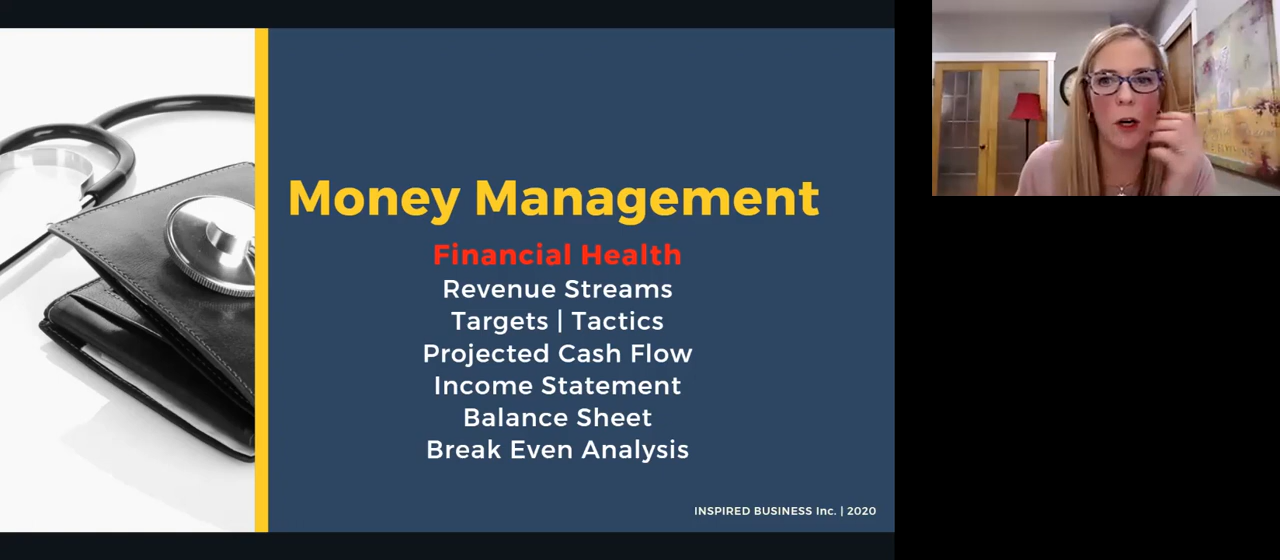 Money Management
Financial Health
Revenue Streams
Targets | Tactics
Projected Cash Flow
Income Statement
Balance Sheet
Break Even Analysis
INSPIRED BUSINESS Inc. | 2020